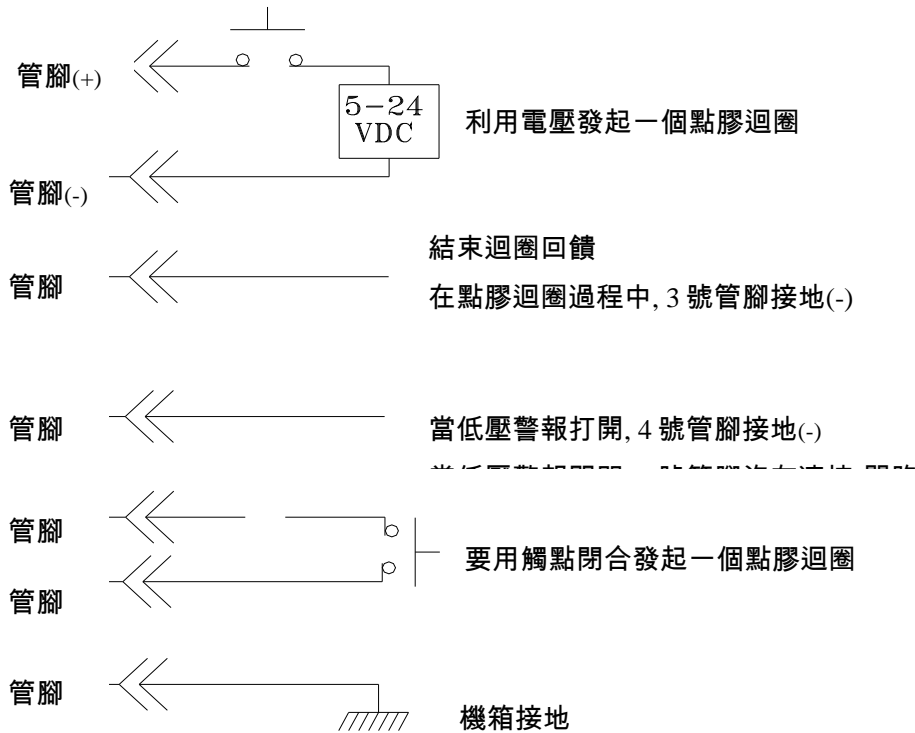 管腳(+)
5-24
VDC
利用電壓發起一個點膠迴圈
管腳(-)
結束迴圈回饋
管腳
在點膠迴圈過程中, 3 號管腳接地(-)
管腳
當低壓警報打開, 4 號管腳接地(-)
管腳
要用觸點閉合發起一個點膠迴圈
管腳
管腳
機箱接地